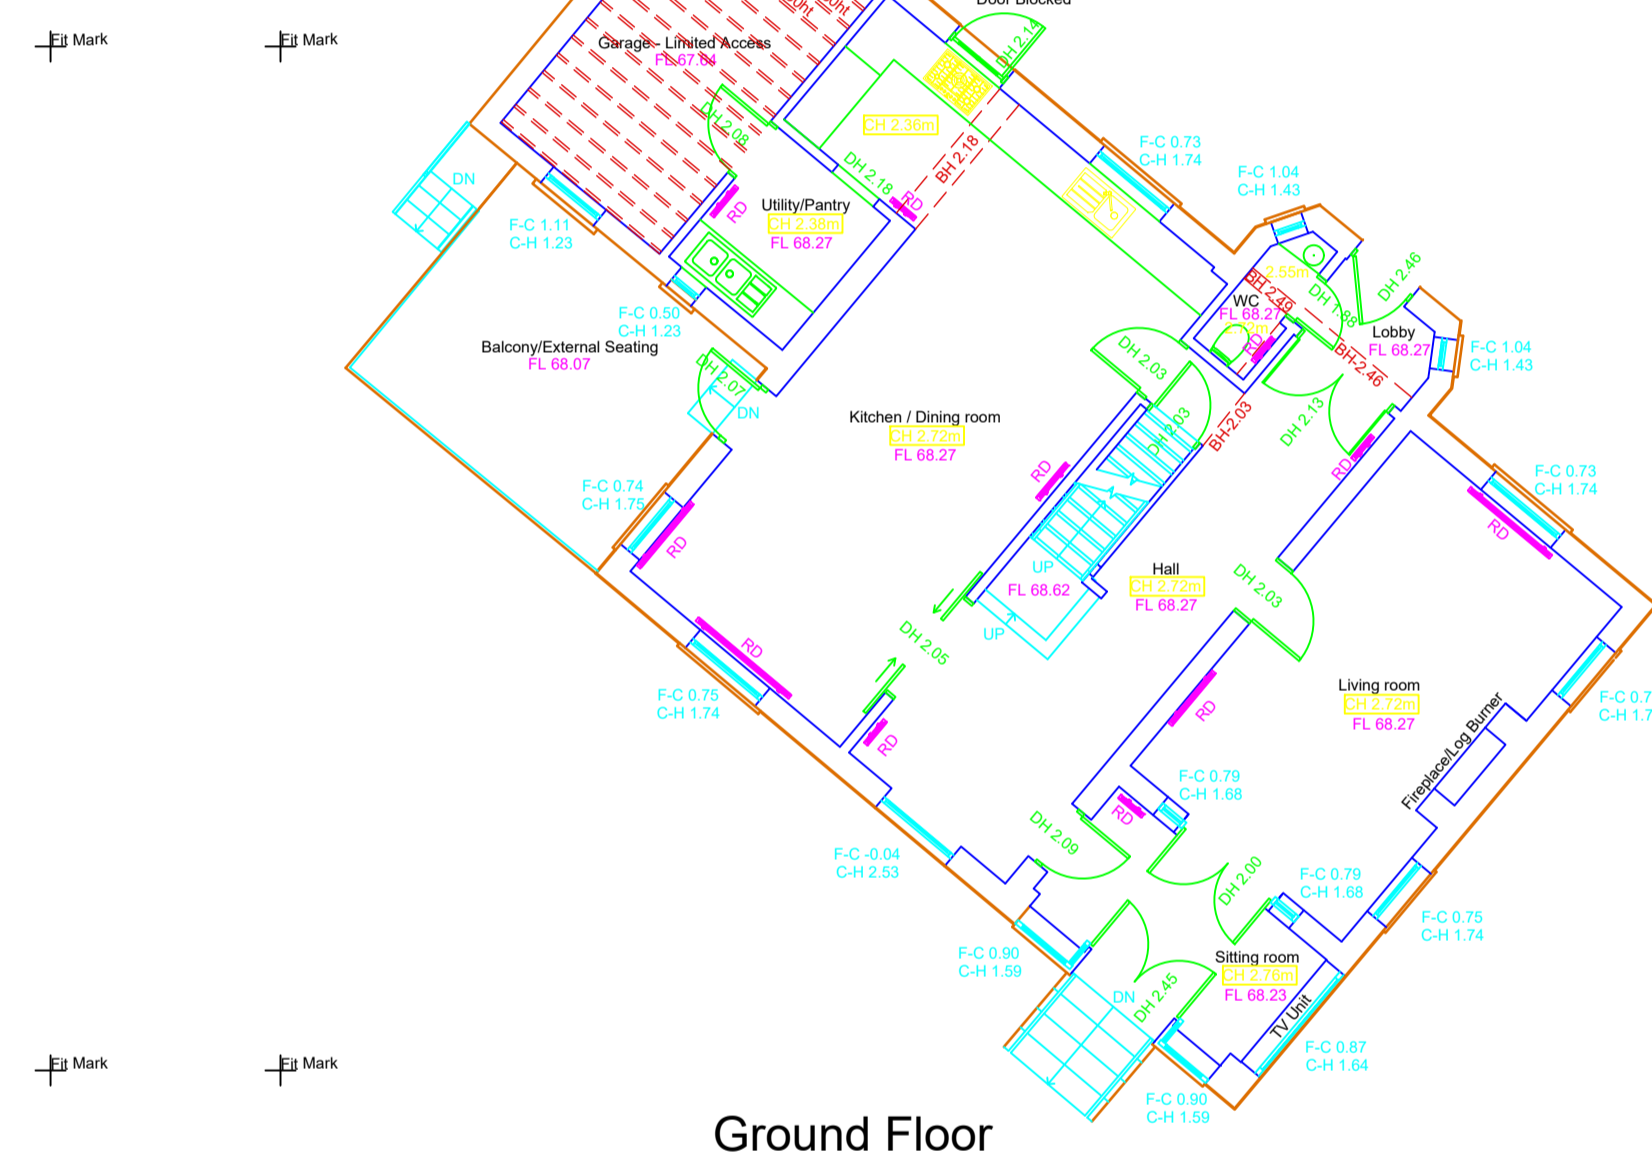 Door Blocked
Fit Mark
Fit Mark
Garage - Limited Access
FL 67.64
DH 2.14
DH 2.08
CH 2.36m
BH 2.18
DH 2.18
RD
F-C 0.73
C-H 1.74
F-C 1.04
C-H 1.43
DN
RD
Utility/Pantry
CH 2.38m
FL 68.27
F-C 1.11
C-H 1.23
2.55m
BH 2.49
DH 1.88
DH 2.46
WC
FL 68.27
2.72m
RD
Lobby
FL 68.27
BH-2.46
F-C 1.04
C-H 1.43
F-C 0.50
C-H 1.23
Balcony/External Seating
FL 68.07
DH 2.07
DN
DH 2.03
DH 2.03
BH-2.03
DH 2.13
RD
Kitchen / Dining room
CH 2.72m
FL 68.27
RD
F-C 0.74
C-H 1.75
RD
F-C 0.73
C-H 1.74
RD
UP
FL 68.62
UP
Hall
CH 2.72m
FL 68.27
DH 2.03
DH 2.05
RD
F-C 0.75
C-H 1.74
RD
RD
Living room
CH 2.72m
FL 68.27
Fireplace/Log Burner
F-C 0.79
C-H 1.68
RD
DH 2.09
F-C -0.04
C-H 2.53
DH 2.00
F-C 0.79
C-H 1.68
F-C 0.75
C-H 1.74
F-C 0.90
C-H 1.59
DN
DH 2.45
Sitting room
CH 2.76m
FL 68.23
TV Unit
F-C 0.87
C-H 1.64
F-C 0.90
C-H 1.59
Fit Mark
Fit Mark
Ground Floor